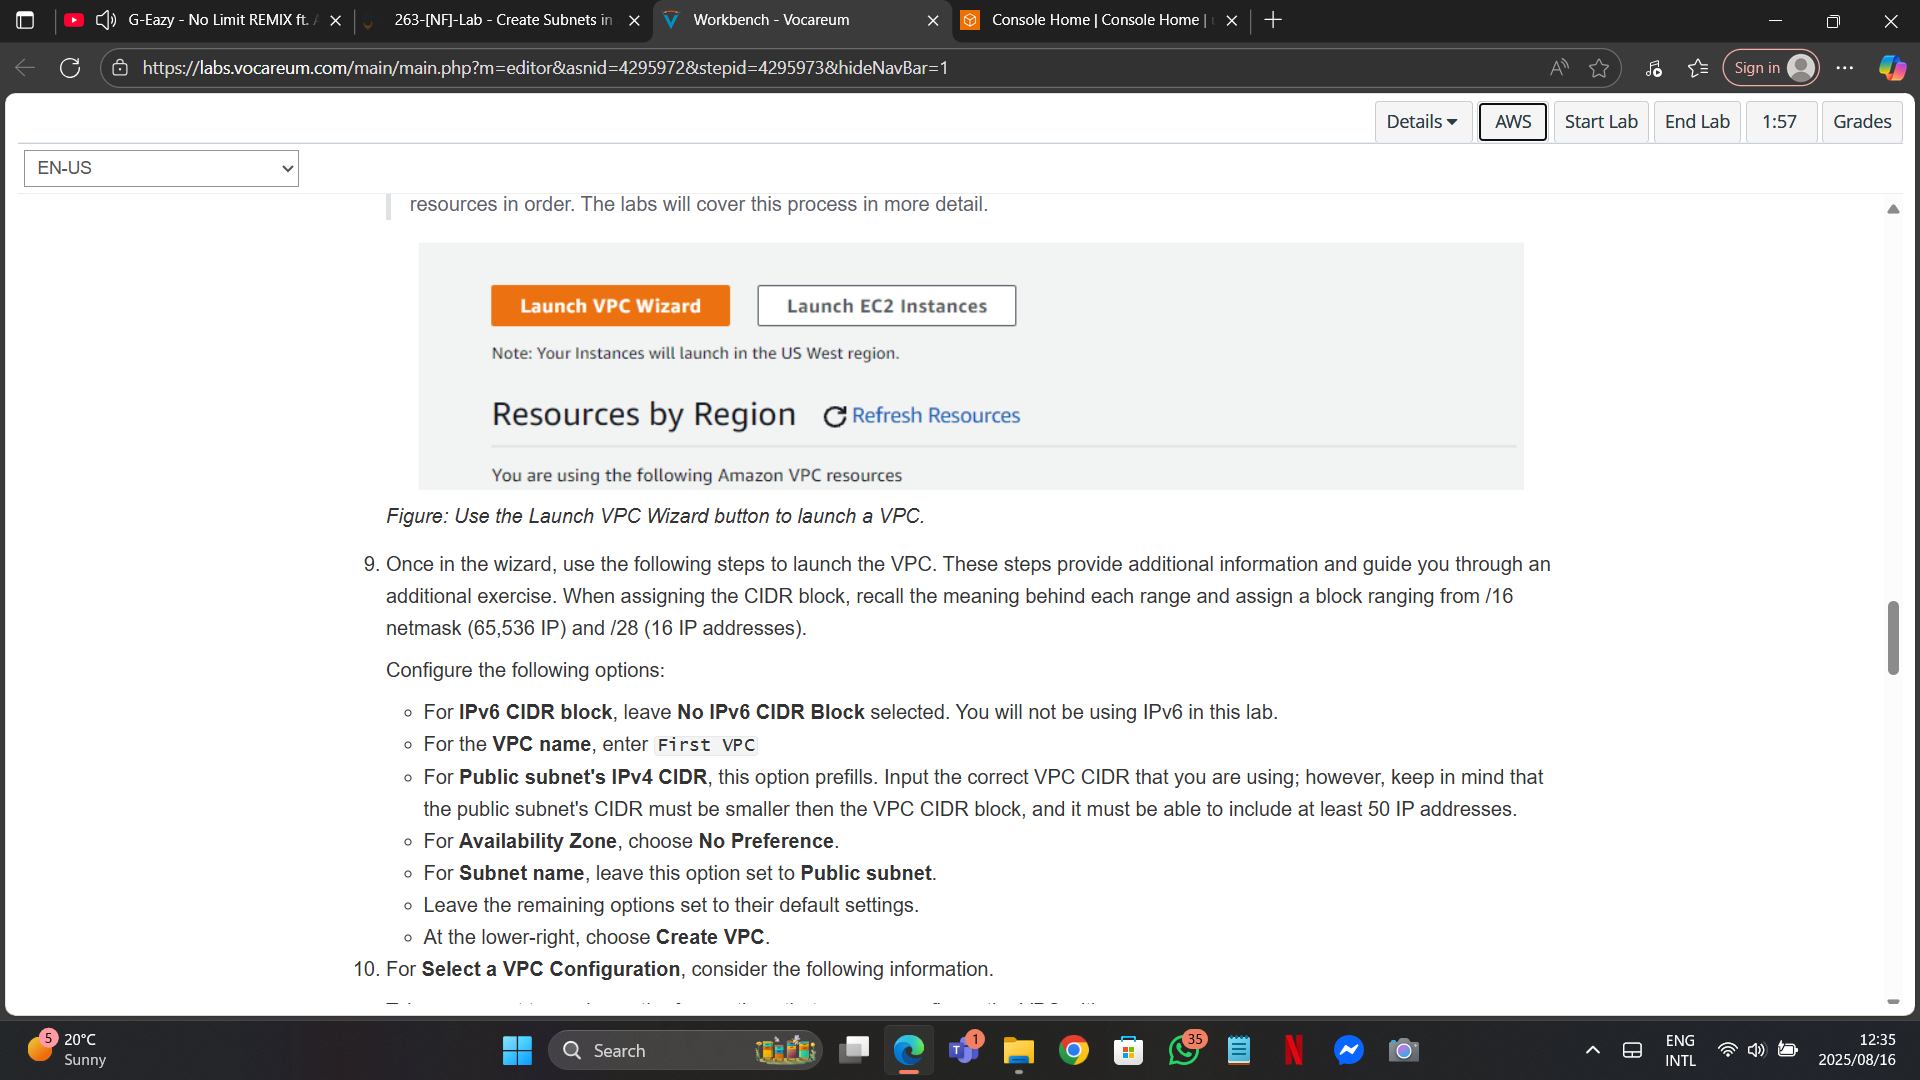 G-Eazy - No Limit REMIX ft.
263-[NF]-Lab - Create Subnets in
Workbench - Vocareum
Console Home | Console Home |
https://labs.vocareum.com/main/main.php?m=editor&asnid=4295972&stepid=4295973&hideNavBar=1
Sign in
Details
AWS
Start Lab
End Lab
1:57
Grades
EN-US
resources in order. The labs will cover this process in more detail.
Launch VPC Wizard
Launch EC2 Instances
Note: Your Instances will launch in the US West region.
Resources by Region
Refresh Resources
You are using the following Amazon VPC resources
Figure: Use the Launch VPC Wizard button to launch a VPC.
9. Once in the wizard, use the following steps to launch the VPC. These steps provide additional information and guide you through an
additional exercise. When assigning the CIDR block, recall the meaning behind each range and assign a block ranging from /16
netmask (65,536 IP) and /28 (16 IP addresses).
Configure the following options:
For IPv6 CIDR block, leave No IPv6 CIDR Block selected. You will not be using IPv6 in this lab.
For the VPC name, enter First VPC
For Public subnet's IPv4 CIDR, this option prefills. Input the correct VPC CIDR that you are using; however, keep in mind that
the public subnet's CIDR must be smaller then the VPC CIDR block, and it must be able to include at least 50 IP addresses.
For Availability Zone, choose No Preference.
For Subnet name, leave this option set to Public subnet.
Leave the remaining options set to their default settings.
At the lower-right, choose Create VPC.
10. For Select a VPC Configuration, consider the following information.
5
20°C
Sunny
Search
1
35
ENG
INTL
12:35
2025/08/16